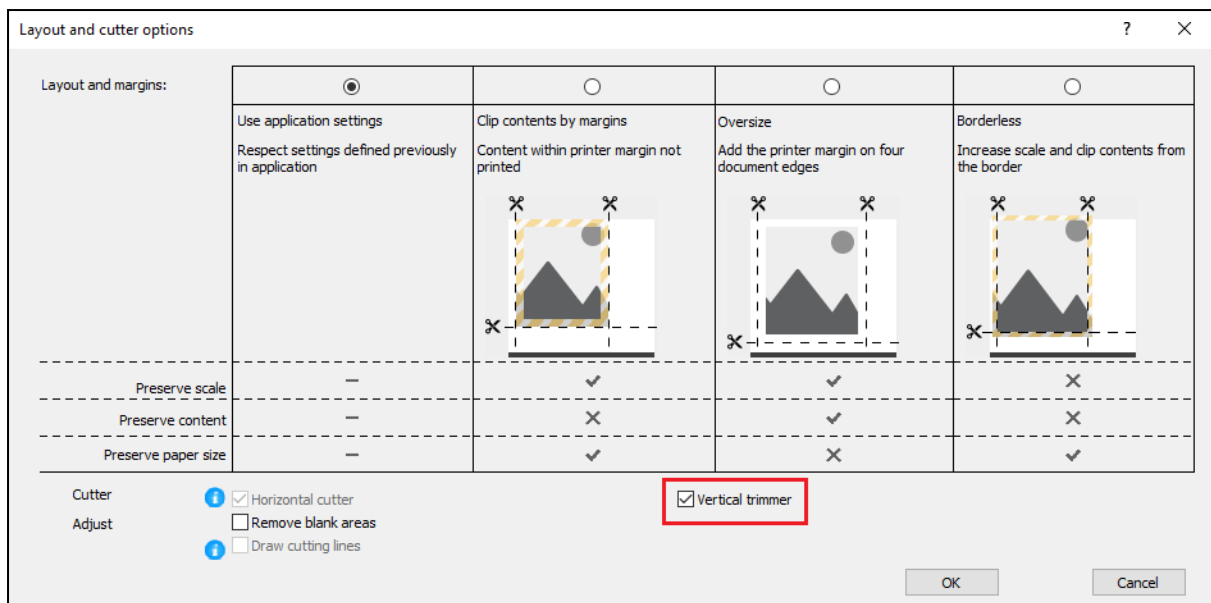 Layout and cutter options
Layout and margins:
Use application settings
Respect settings defined previously
in application
Clip contents by margins
Content within printer margin not
printed
Oversize
Add the printer margin on four
document edges
Borderless
Increase scale and clip contents from
the border
Preserve scale
Preserve content
Preserve paper size
Cutter
Horizontal cutter
Vertical trimmer
Adjust
Remove blank areas
Draw cutting lines
OK
Cancel